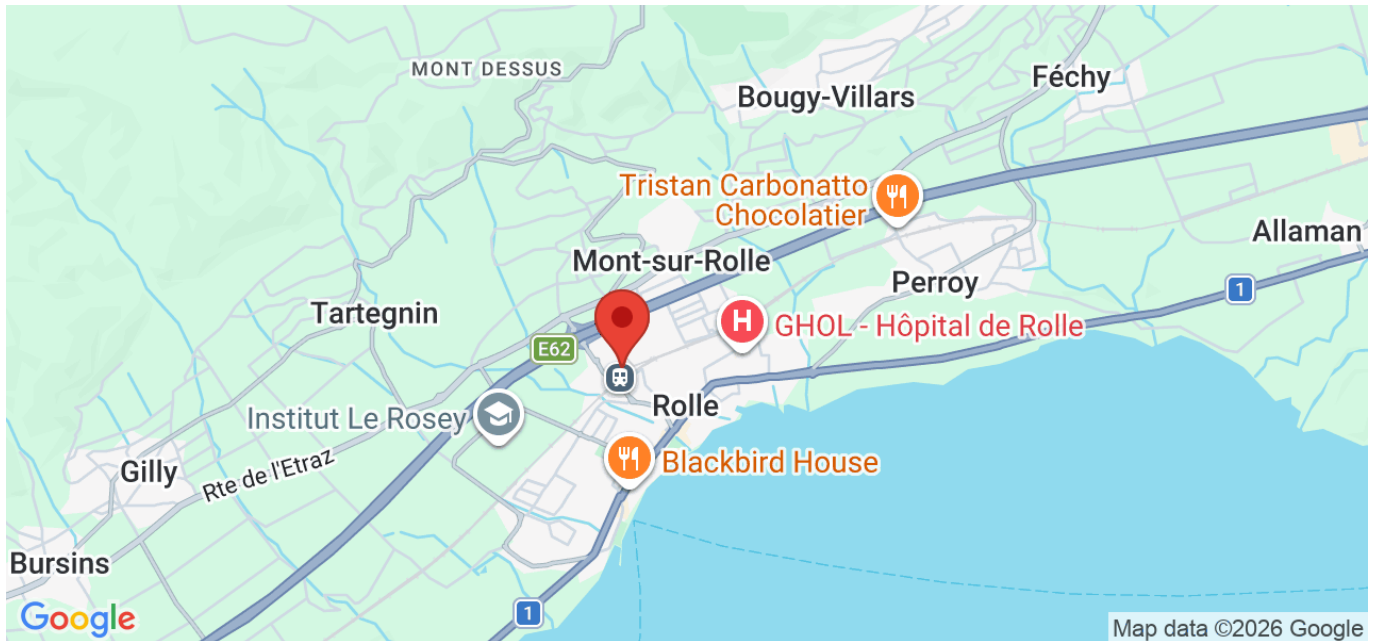 MONT DESSUS
Féchy
Bougy-Villars
Tristan Carbonatto
Chocolatier
Allaman
Mont-sur-Rolle
Perroy
1
Tartegnin
H
GHOL - Hôpital de Rolle
E62
Rolle
Institut Le Rosey
Blackbird House
Gilly
Rte de l'Etraz
Bursins
1
Google
Map data ©2026 Google